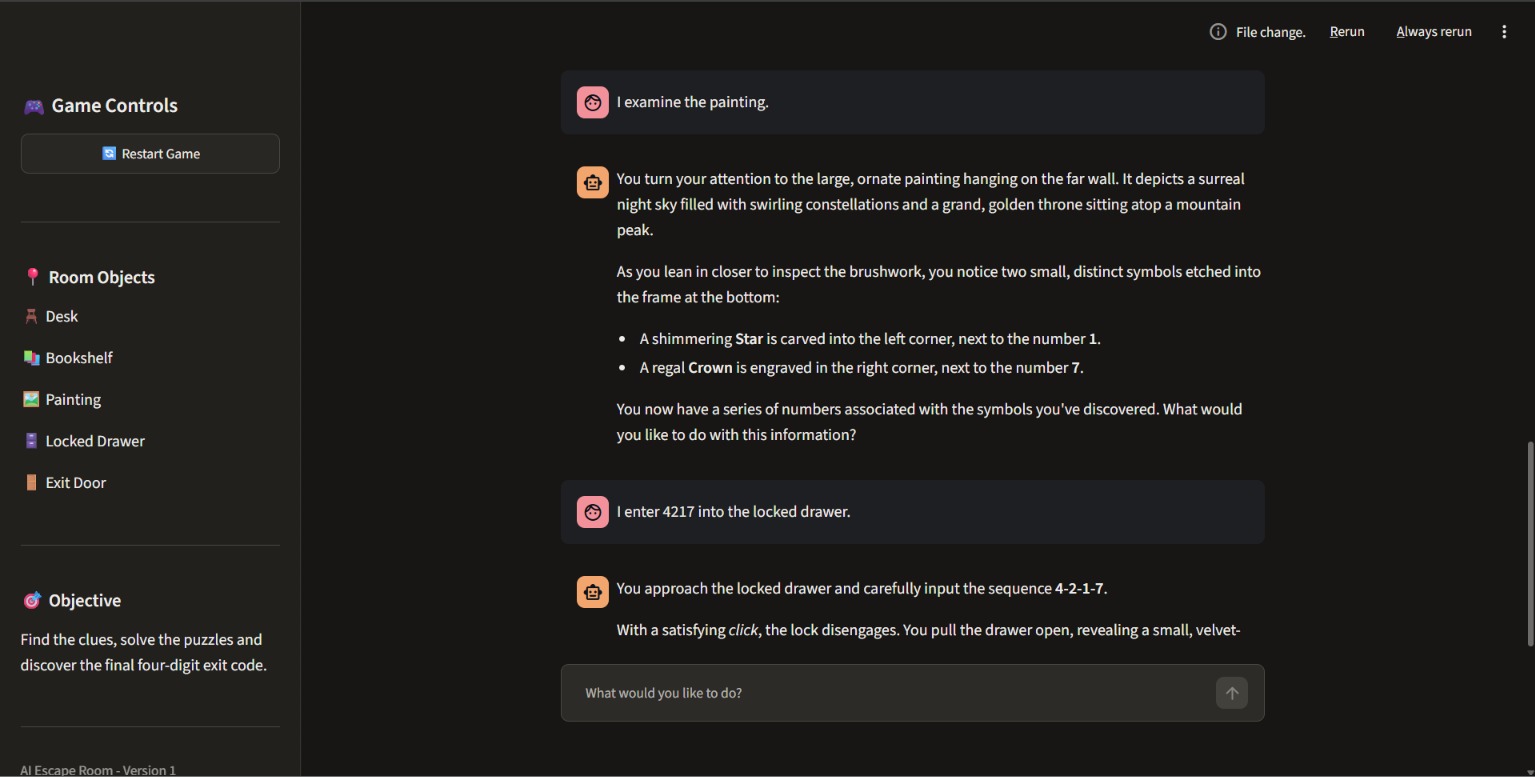 File change.
Rerun
Always rerun
Game Controls
Restart Game
Room Objects
Desk
Bookshelf
Painting
Locked Drawer
Exit Door
Objective
Find the clues, solve the puzzles and
discover the final four-digit exit code.
AI Escape Room - Version 1
I examine the painting.
You turn your attention to the large, ornate painting hanging on the far wall. It depicts a surreal
night sky filled with swirling constellations and a grand, golden throne sitting atop a mountain
peak.
As you lean in closer to inspect the brushwork, you notice two small, distinct symbols etched into
the frame at the bottom:
• A shimmering Star is carved into the left corner, next to the number 1.
• A regal Crown is engraved in the right corner, next to the number 7.
You now have a series of numbers associated with the symbols you've discovered. What would
you like to do with this information?
I enter 4217 into the locked drawer.
You approach the locked drawer and carefully input the sequence 4-2-1-7.
With a satisfying click, the lock disengages. You pull the drawer open, revealing a small, velvet-
What would you like to do?